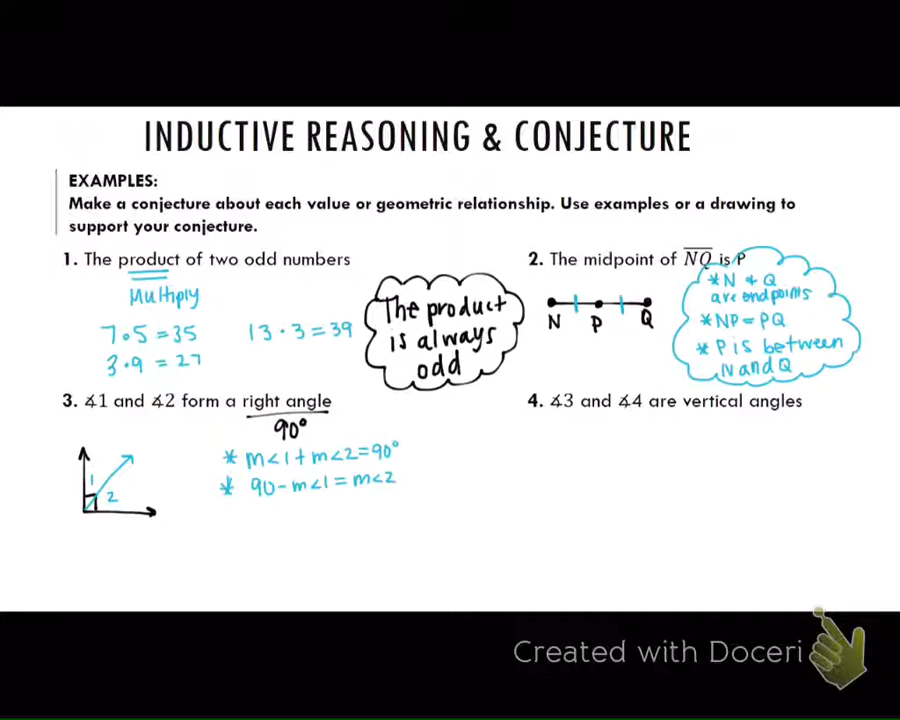 INDUCTIVE REASONING & CONJECTURE
EXAMPLES:
Make a conjecture about each value or geometric relationship. Use examples or a drawing to
support your conjecture.
1. The product of two odd numbers
Multiply
7•5=35
3•9=27
13•3=39
The product
is always
odd
2. The midpoint of N͞Q͞ is P
N
P
Q
*N & Q
are endpoints
*NP=PQ
*P is between
N and Q
3. ∡1 and ∡2 form a right angle
90°
1
2
*m<1+m<2=90°
*90-m<1=m<2
4. ∡3 and ∡4 are vertical angles
Created with Doceri